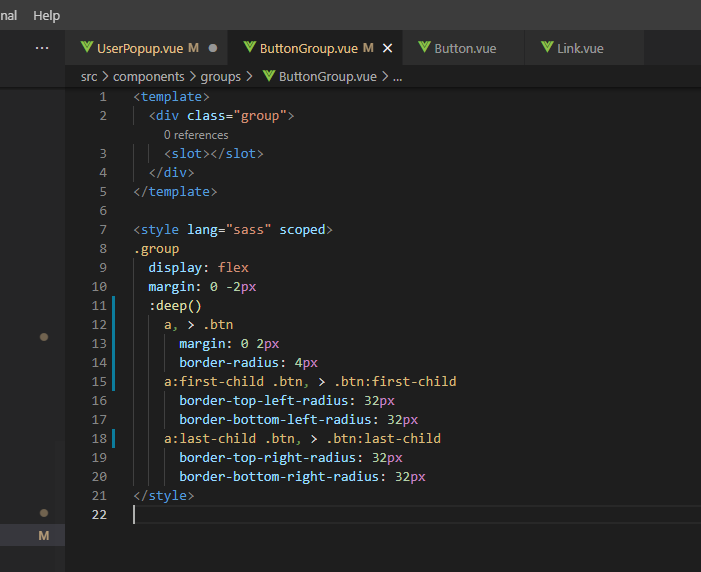 nal Help
... UserPopup.vue M ButtonGroup.vue M Button.vue Link.vue
src > components > groups > ButtonGroup.vue > ...
1 <template>
2 <div class="group">
0 references
3 <slot></slot>
4 </div>
5 </template>
6
7 <style lang="sass" scoped>
8 .group
9 display: flex
10 margin: 0 -2px
11 :deep()
12 a, > .btn
13 margin: 0 2px
14 border-radius: 4px
15 a:first-child .btn, > .btn:first-child
16 border-top-left-radius: 32px
17 border-bottom-left-radius: 32px
18 a:last-child .btn, > .btn:last-child
19 border-top-right-radius: 32px
20 border-bottom-right-radius: 32px
21 </style>
22
M